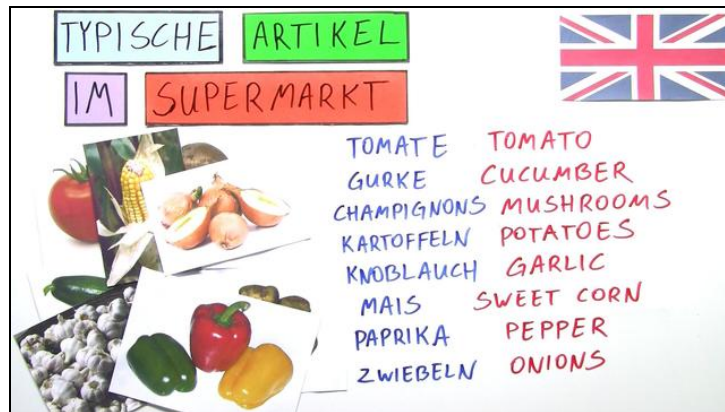 TYPISCHE ARTIKEL
IM SUPERMARKT
TOMATE TOMATO
GURKE CUCUMBER
CHAMPIGNONS MUSHROOMS
KARTOFFELN POTATOES
KNOBLAUCH GARLIC
MAIS SWEET CORN
PAPRIKA PEPPER
ZWIEBELN ONIONS